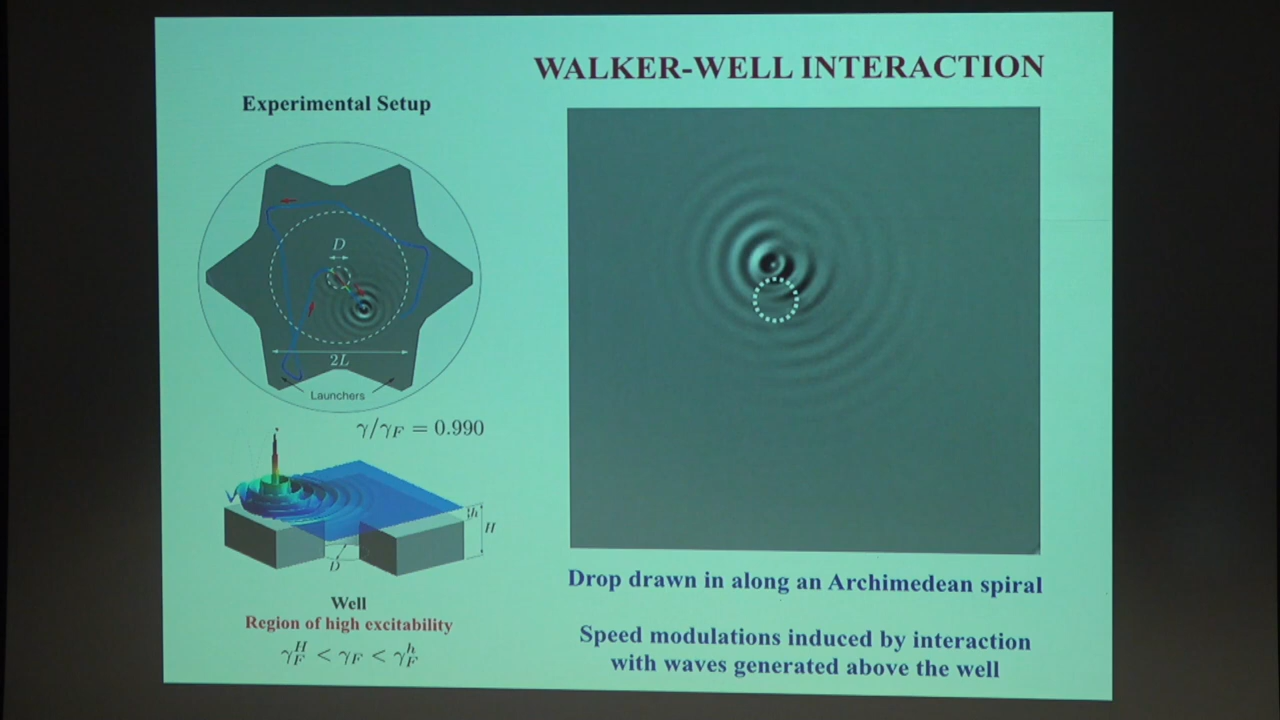 WALKER-WELL INTERACTION
Experimental Setup
D
2L
Launchers
γ/γ_F = 0.990
h
H
D
Well
Region of high excitability
γ_F^H < γ_F < γ_F^h
Drop drawn in along an Archimedean spiral
Speed modulations induced by interaction
with waves generated above the well